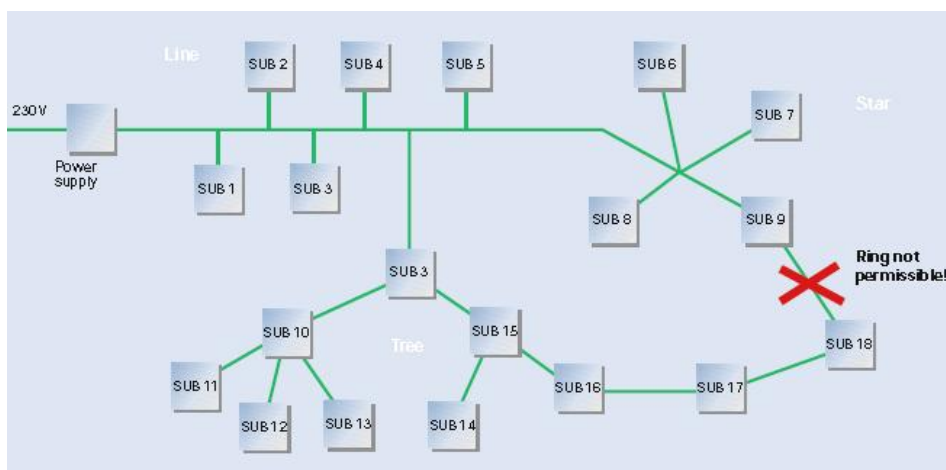 Line
SUB 2
SUB 4
SUB 5
SUB 6
Star
SUB 7
230V
Power
supply
SUB 1
SUB 3
SUB 8
SUB 9
Ring not
permissible!
SUB 3
SUB 10
Tree
SUB 15
SUB 18
SUB 11
SUB 16
SUB 17
SUB 12
SUB 13
SUB 14